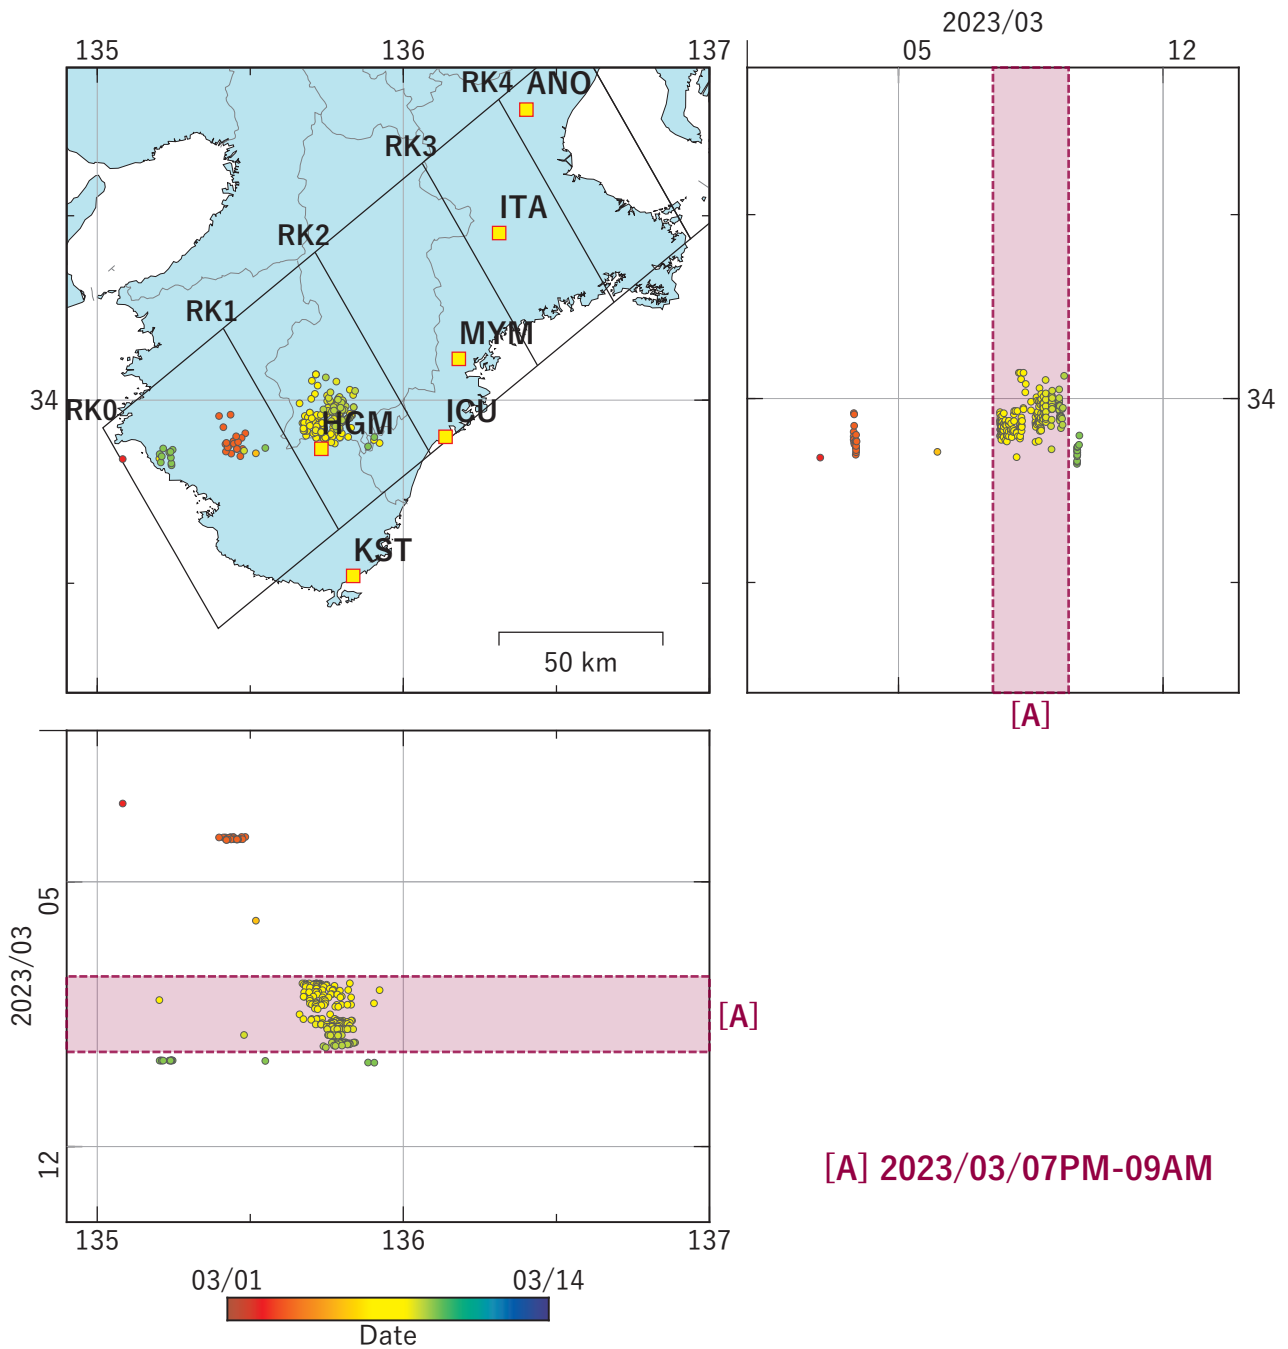 2023/03
135
136
137
05
12
RK4
ANO
RK3
ITA
RK2
RK1
MYM
34
RK0
HGM
ICU
34
KST
50 km
[A]
05
2023/03
[A]
12
[A] 2023/03/07PM-09AM
135
136
137
03/01
03/14
Date